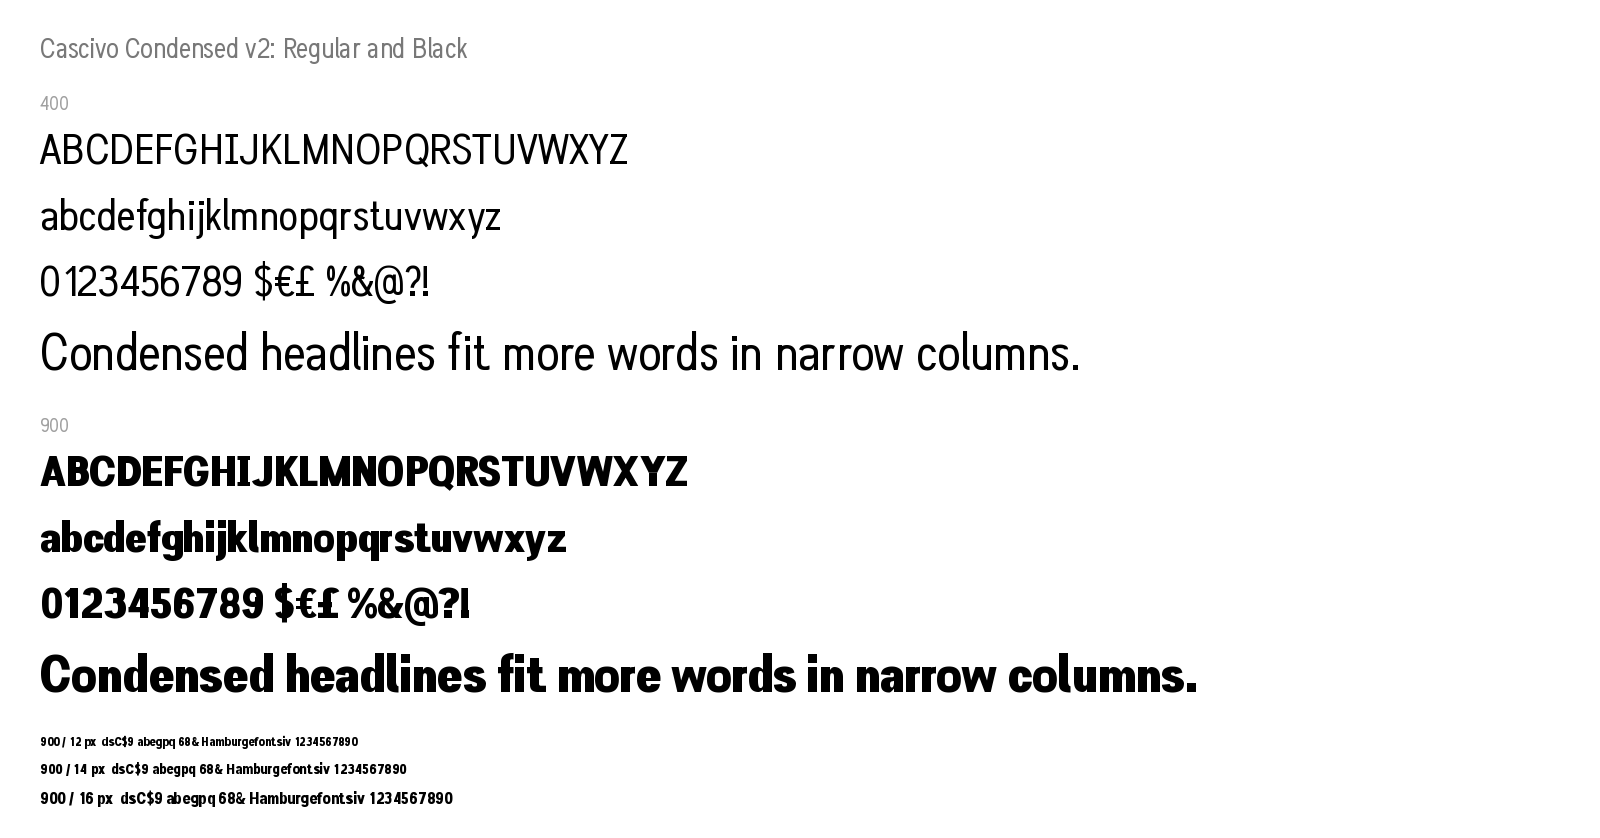 Cascivo Condensed v2: Regular and Black
400
ABCDEFGHIJKLMNOPQRSTUVWXYZ
abcdefghijklmnopqrstuvwxyz
0123456789 $€£ %&@?!
Condensed headlines fit more words in narrow columns.
900
ABCDEFGHIJKLMNOPQRSTUVWXYZ
abcdefghijklmnopqrstuvwxyz
0123456789 $€£ %&@?!
Condensed headlines fit more words in narrow columns.
900 / 12 px dsC$9 abegpq 68& Hamburgefontsiv 1234567890
900 / 14 px dsC$9 abegpq 68& Hamburgefontsiv 1234567890
900 / 16 px dsC$9 abegpq 68& Hamburgefontsiv 1234567890